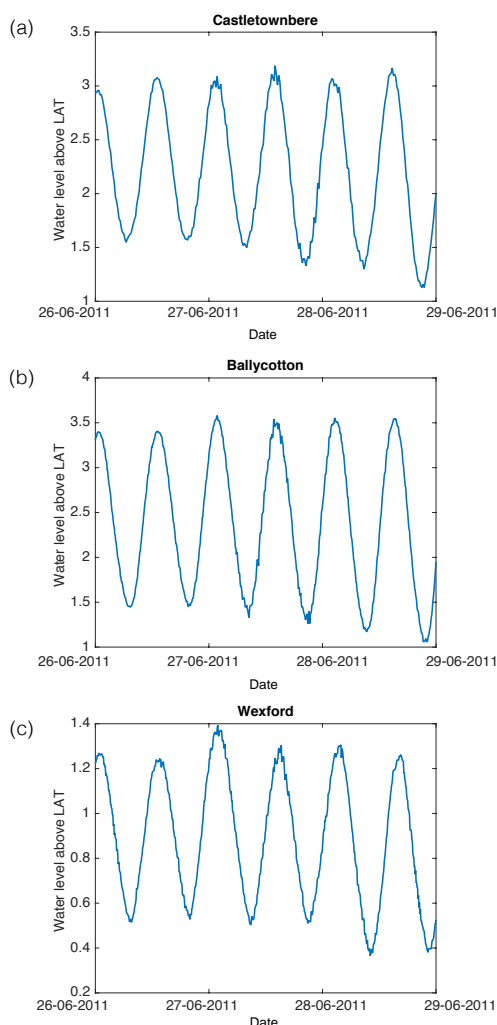 (a)
Castletownbere
Water level above LAT
3.5
3
2.5
2
1.5
1
26-06-2011 27-06-2011 28-06-2011 29-06-2011
Date
(b)
Ballycotton
Water level above LAT
4
3.5
3
2.5
2
1.5
1
26-06-2011 27-06-2011 28-06-2011 29-06-2011
Date
(c)
Wexford
Water level above LAT
1.4
1.2
1
0.8
0.6
0.4
0.2
26-06-2011 27-06-2011 28-06-2011 29-06-2011
Date